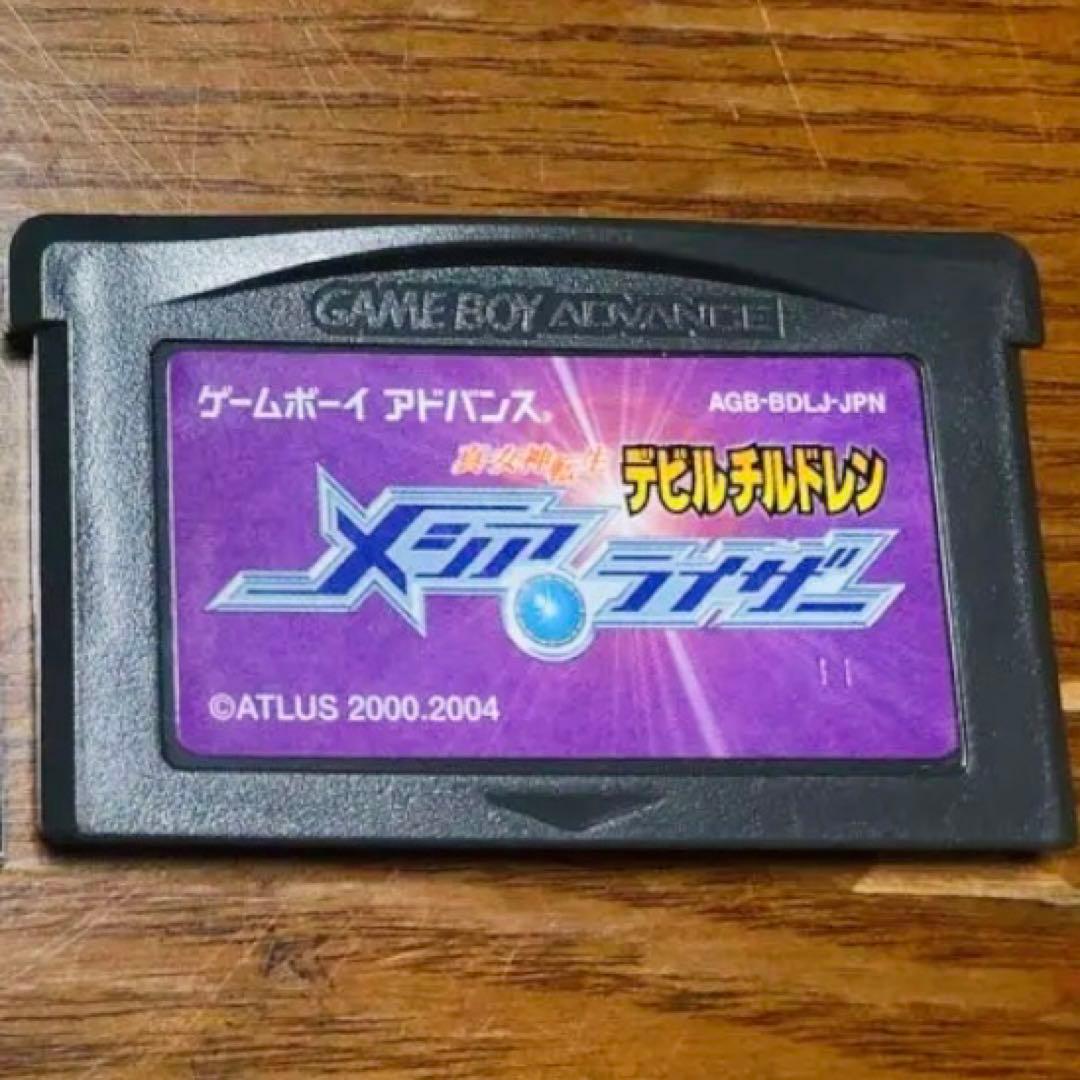 GAME BOY ADVANCE
ゲームボーイ アドバンス®
AGB-BDLJ-JPN
真・女神転生 デビルチルドレン
メシアライザー
11
©ATLUS 2000.2004